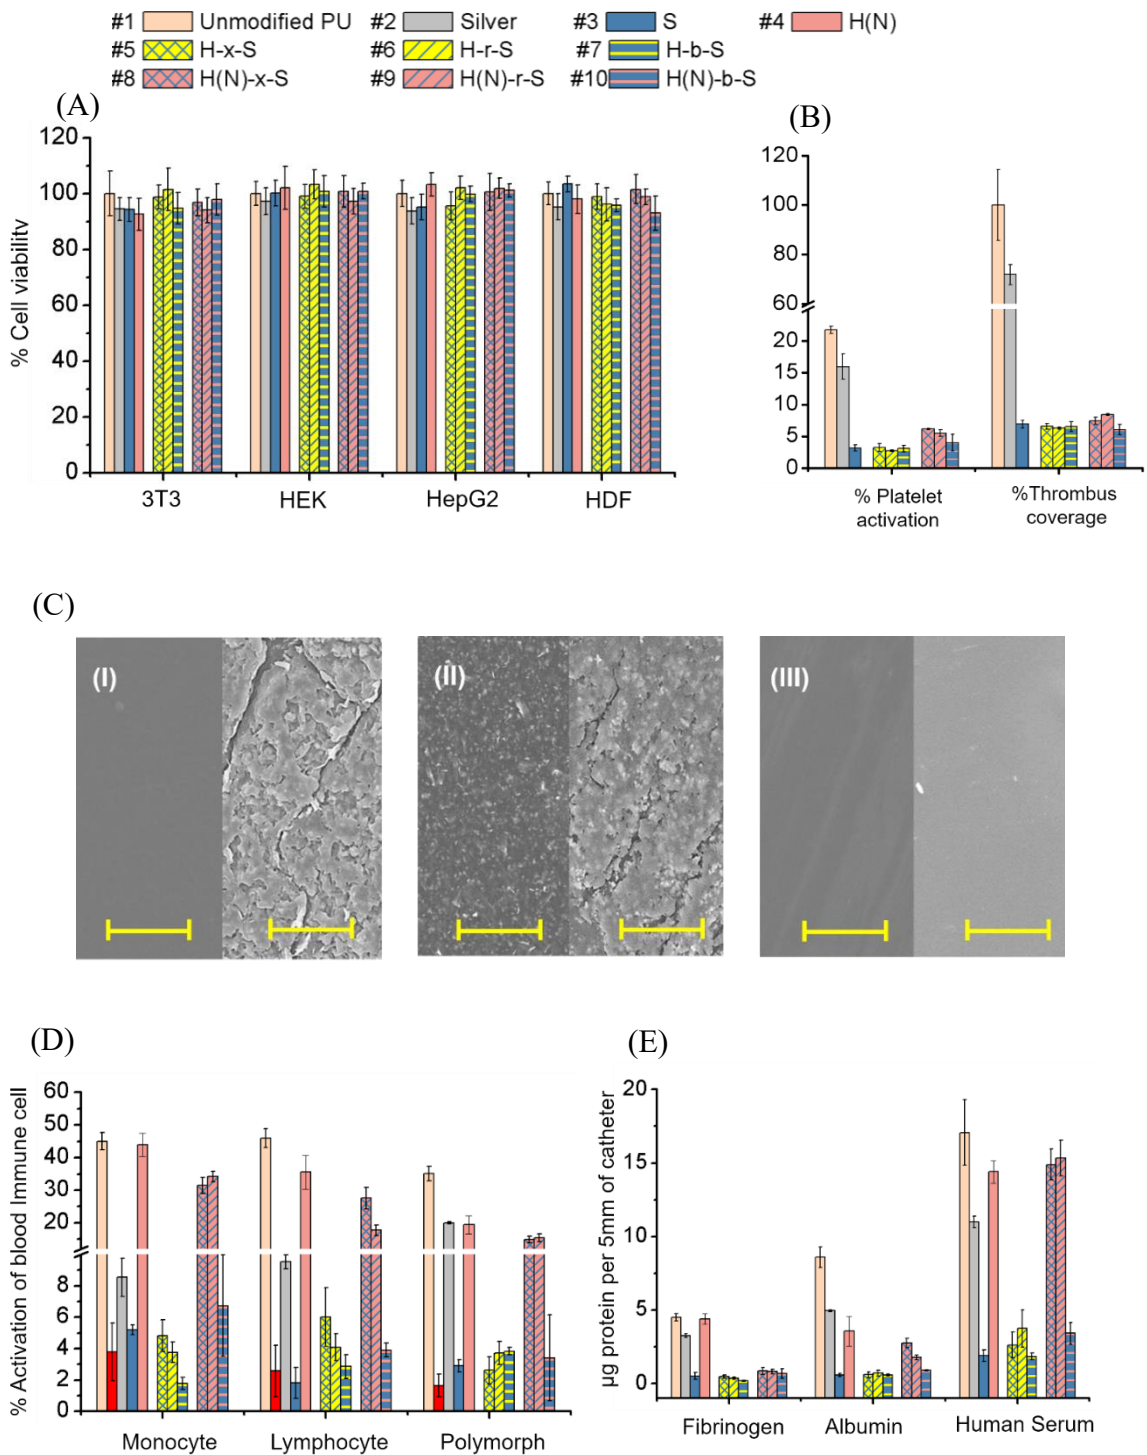 #1 Unmodified PU #2 Silver #3 S #4 H(N)
#5 H-x-S #6 H-r-S #7 H-b-S
#8 H(N)-x-S #9 H(N)-r-S #10 H(N)-b-S
(A)
% Cell viability
120
100
80
60
40
20
0
3T3 HEK HepG2 HDF
(B)
120
100
80
60
20
15
10
5
0
% Platelet activation
%Thrombus coverage
(C)
(I) (II) (III)
(D)
% Activation of blood Immune cell
60
50
40
30
20
10
8
6
4
2
0
Monocyte Lymphocyte Polymorph
(E)
µg protein per 5mm of catheter
20
15
10
5
0
Fibrinogen Albumin Human Serum